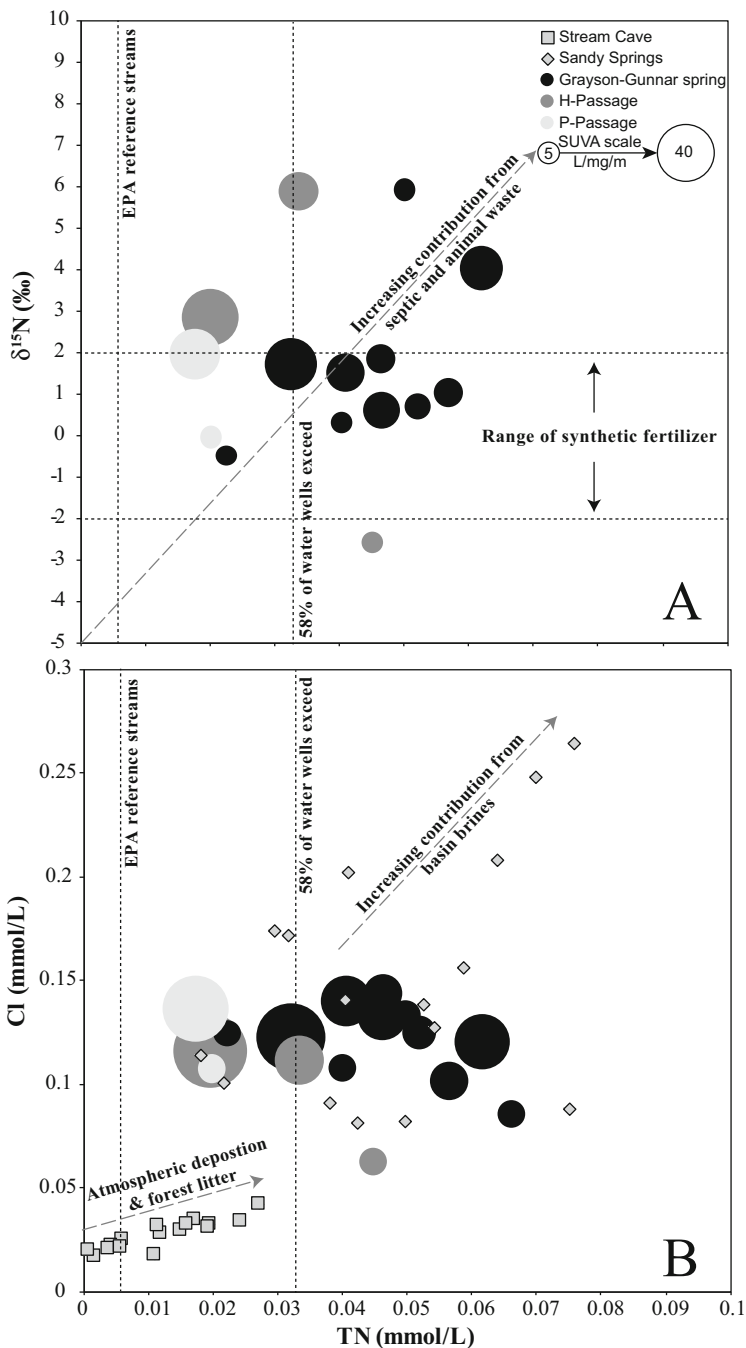 A
10
9
8
7
6
5
4
3
2
1
0
-1
-2
-3
-4
-5
δ¹⁵N (‰)
EPA reference streams
58% of water wells exceed
Stream Cave
Sandy Springs
Grayson-Gunnar spring
H-Passage
P-Passage
SUVA scale
L/mg/m
5
40
Increasing contribution from
septic and animal waste
Range of synthetic fertilizer
A
0.3
0.25
0.2
0.15
0.1
0.05
0
Cl (mmol/L)
EPA reference streams
58% of water wells exceed
Increasing contribution from
basin brines
Atmospheric depostion
& forest litter
B
0
0.01
0.02
0.03
0.04
0.05
0.06
0.07
0.08
0.09
0.1
TN (mmol/L)